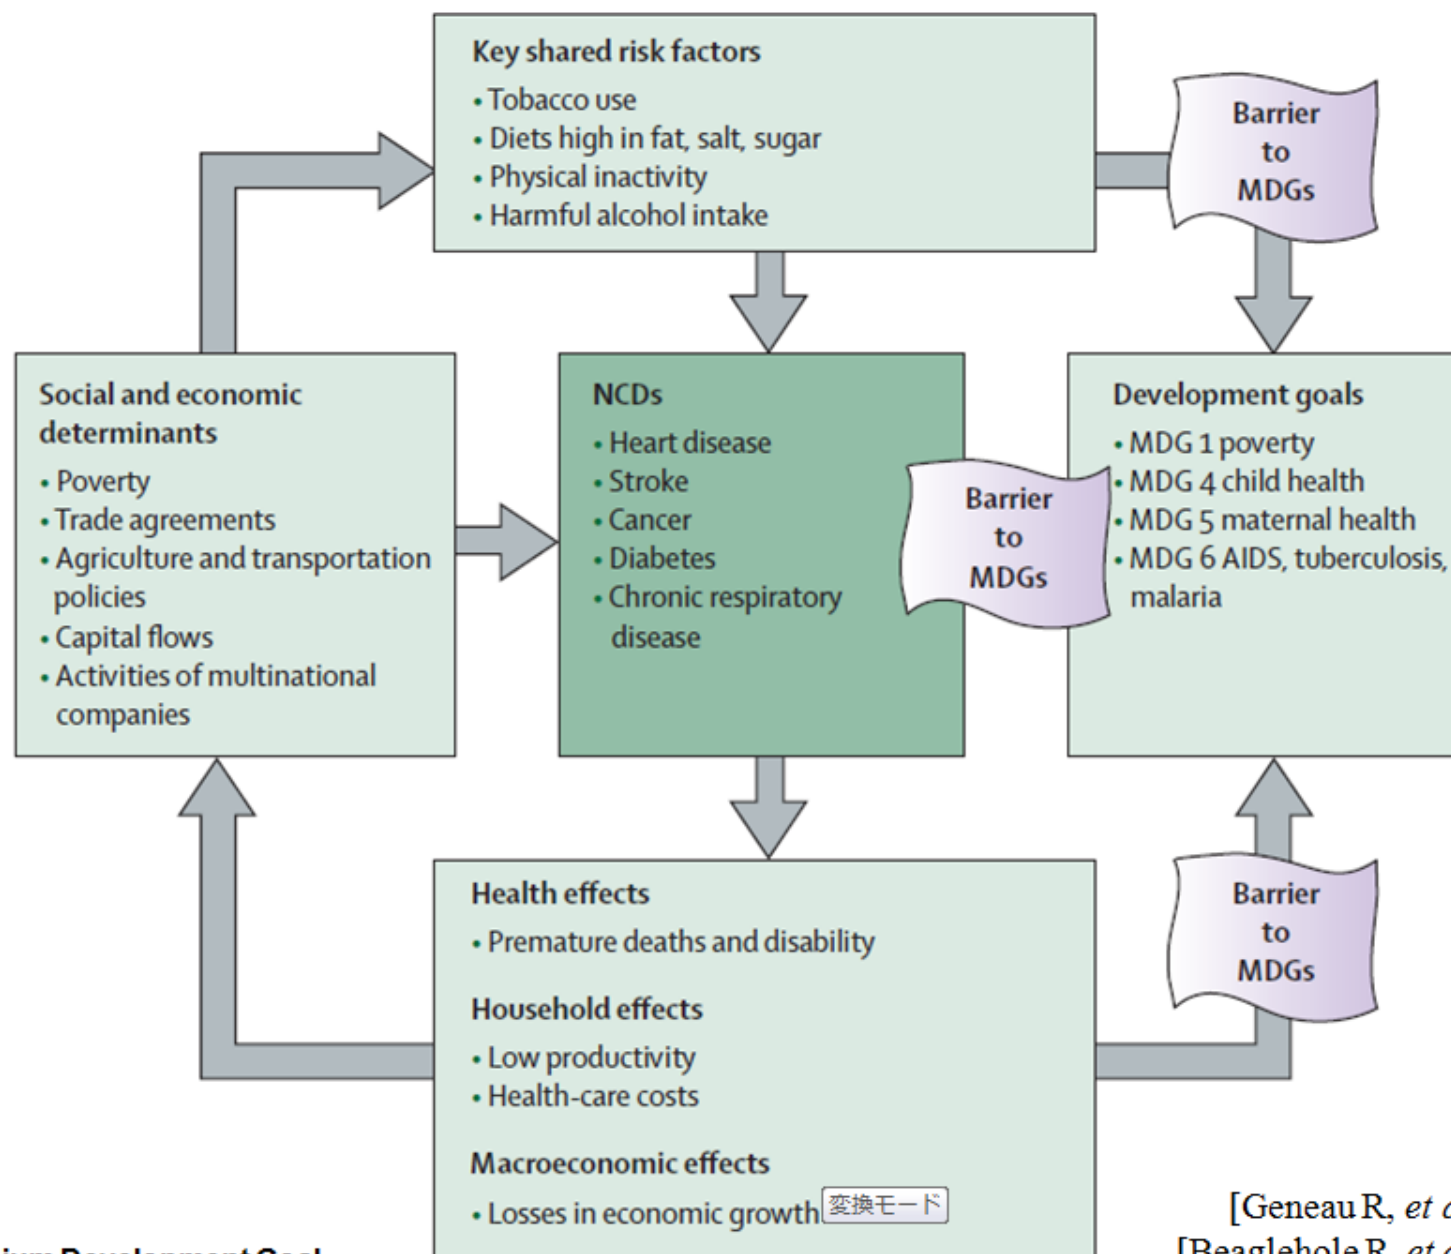 Key shared risk factors
• Tobacco use
• Diets high in fat, salt, sugar
• Physical inactivity
• Harmful alcohol intake
Barrier
to
MDGs
Social and economic
determinants
• Poverty
• Trade agreements
• Agriculture and transportation
policies
• Capital flows
• Activities of multinational
companies
NCDs
• Heart disease
• Stroke
• Cancer
• Diabetes
• Chronic respiratory
disease
Barrier
to
MDGs
Development goals
• MDG 1 poverty
• MDG 4 child health
• MDG 5 maternal health
• MDG 6 AIDS, tuberculosis,
malaria
Health effects
• Premature deaths and disability
Household effects
• Low productivity
• Health-care costs
Macroeconomic effects
• Losses in economic growth
変換モード
Barrier
to
MDGs
[Geneau R, et
[Beaglehole R, et
Development Goal